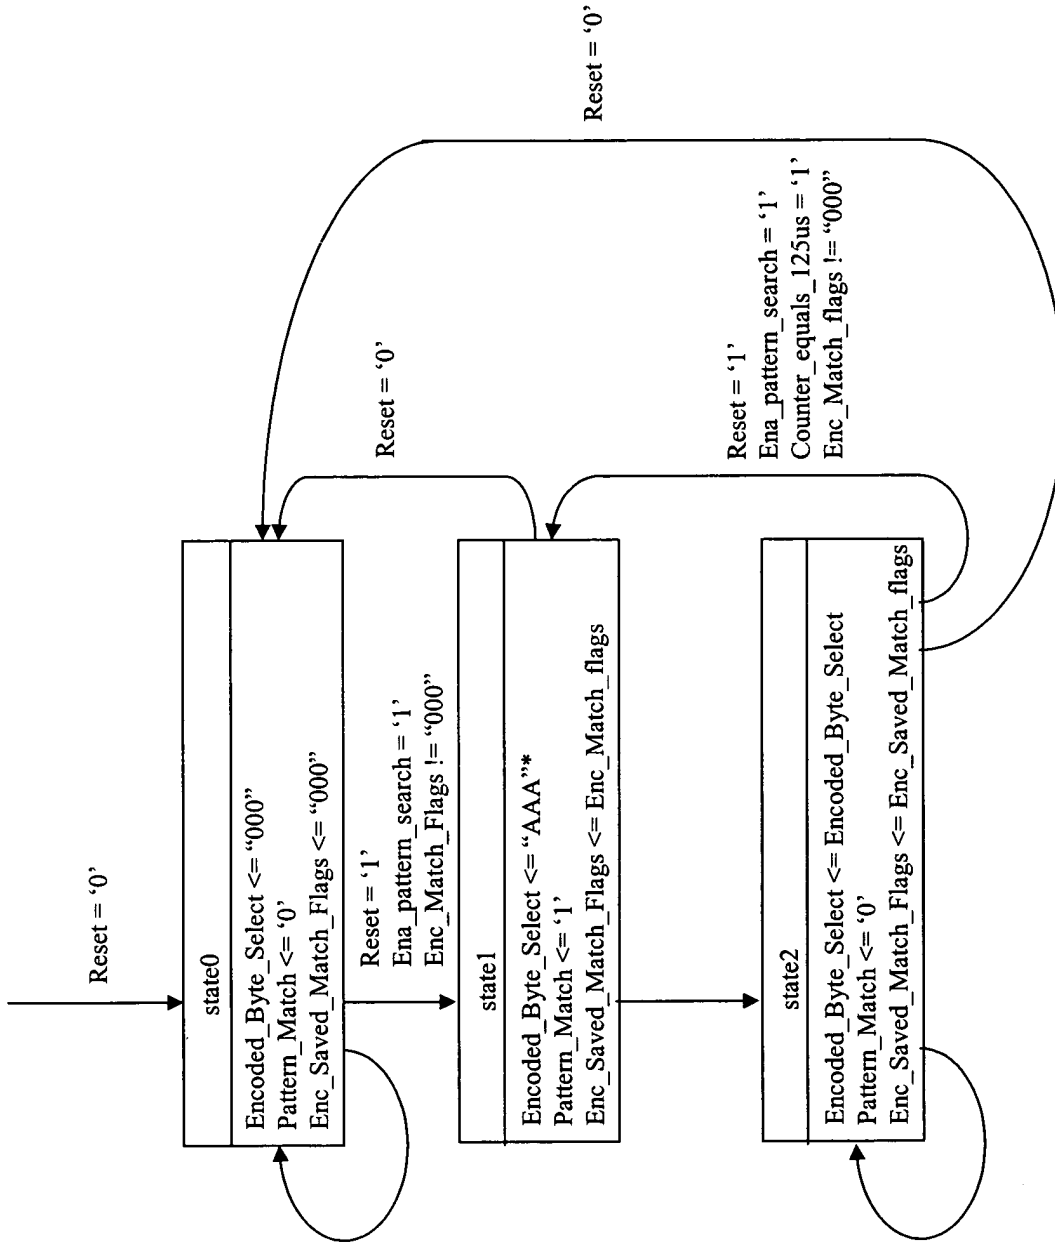 Reset = ‘0’
state0
Encoded_Byte_Select <= “000”
Pattern_Match <= ‘0’
Enc_Saved_Match_Flags <= “000”
Reset = ‘1’
Ena_pattern_search = ‘1’
Enc_Match_Flags != “000”
Reset = ‘0’
Reset = ‘0’
state1
Encoded_Byte_Select <= “AAA”*
Pattern_Match <= ‘1’
Enc_Saved_Match_Flags <= Enc_Match_flags
Reset = ‘1’
Ena_pattern_search = ‘1’
Counter_equals_125us = ‘1’
Enc_Match_flags != “000”
state2
Encoded_Byte_Select <= Encoded_Byte_Select
Pattern_Match <= ‘0’
Enc_Saved_Match_Flags <= Enc_Saved_Match_flags